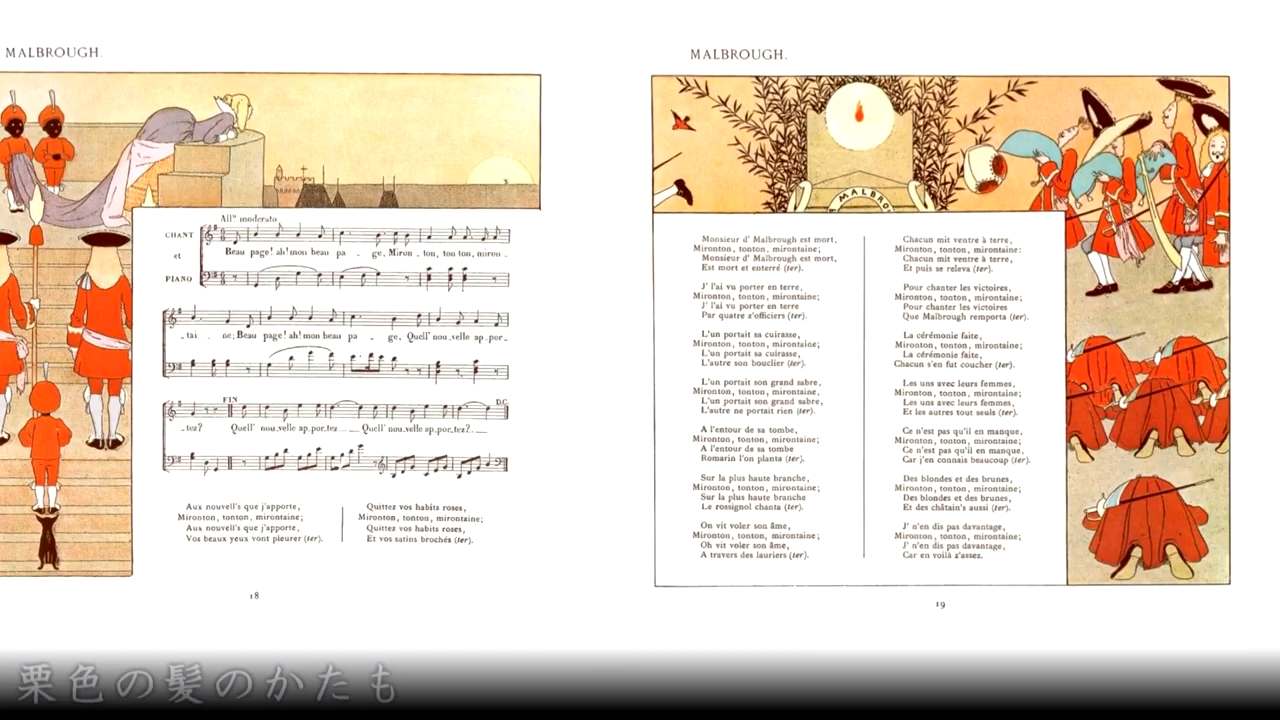 MALBROUGH.
All° moderato
CHANT
et
PIANO
Beau page! ah! mon beau pa - ge, Miron - ton, ton ton, miron -
- tai - ne; Beau page! ah! mon beau pa - ge, Quell' nou.velle ap.por-
FIN
D.C.
- tez? Quell' nou.velle ap.por.tez... Quell' nou.velle ap.por.tez?..
Aux nouvell's que j'apporte,
Mironton, tonton, mirontaine;
Aux nouvell's que j'apporte,
Vos beaux yeux vont pleurer (ter).
Quittez vos habits roses,
Mironton, tonton, mirontaine;
Quittez vos habits roses,
Et vos satins brochés (ter).
18
MALBROUGH.
MALBRO
Monsieur d' Malbrough est mort,
Mironton, tonton, mirontaine;
Monsieur d' Malbrough est mort,
Est mort et enterré (ter).
J' l'ai vu porter en terre,
Mironton, tonton, mirontaine;
J' l'ai vu porter en terre
Par quatre z'officiers (ter).
L'un portait sa cuirasse,
Mironton, tonton, mirontaine;
L'un portait sa cuirasse,
L'autre son bouclier (ter).
L'un portait son grand sabre,
Mironton, tonton, mirontaine,
L'un portait son grand sabre,
L'autre ne portait rien (ter).
A l'entour de sa tombe,
Mironton, tonton, mirontaine;
A l'entour de sa tombe
Romarin l'on planta (ter).
Sur la plus haute branche,
Mironton, tonton, mirontaine;
Sur la plus haute branche
Le rossignol chanta (ter).
On vit voler son âme,
Mironton, tonton, mirontaine;
On vit voler son âme,
A travers des lauriers (ter).
Chacun mit ventre à terre,
Mironton, tonton, mirontaine;
Chacun mit ventre à terre,
Et puis se releva (ter).
Pour chanter les victoires,
Mironton, tonton, mirontaine;
Pour chanter les victoires
Que Malbrough remporta (ter).
La cérémonie faite,
Mironton, tonton, mirontaine;
La cérémonie faite,
Chacun s'en fut coucher (ter).
Les uns avec leurs femmes,
Mironton, tonton, mirontaine;
Les uns avec leurs femmes,
Et les autres tout seuls (ter).
Ce n'est pas qu'il en manque,
Mironton, tonton, mirontaine;
Ce n'est pas qu'il en manque,
Car j'en connais beaucoup (ter).
Des blondes et des brunes,
Mironton, tonton, mirontaine;
Des blondes et des brunes,
Et des châtain's aussi (ter).
J' n'en dis pas davantage,
Mironton, tonton, mirontaine;
J' n'en dis pas davantage,
Car en voilà z'assez.
19
栗色の髪のかたも